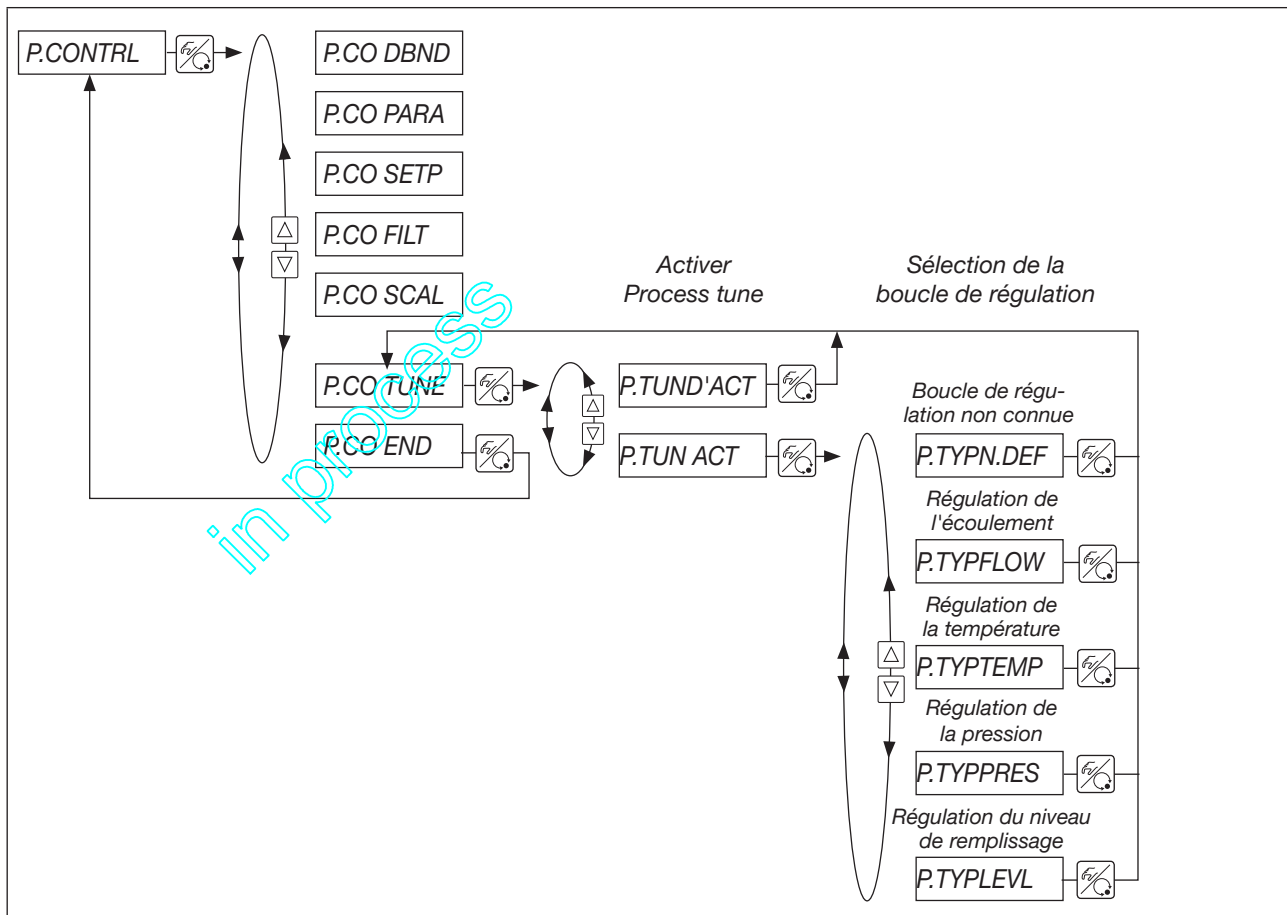 P.CONTRL
P.CO DBND
P.CO PARA
P.CO SETP
P.CO FILT
P.CO SCAL
P.CO TUNE
P.CO END
in process
Activer
Process tune
P.TUND'ACT
P.TUN ACT
Sélection de la
boucle de régulation
Boucle de régu-
lation non connue
P.TYPN.DEF
Régulation de
l'écoulement
P.TYPFLOW
Régulation de
la température
P.TYPTEMP
Régulation de
la pression
P.TYPPRES
Régulation du niveau
de remplissage
P.TYPLEVL